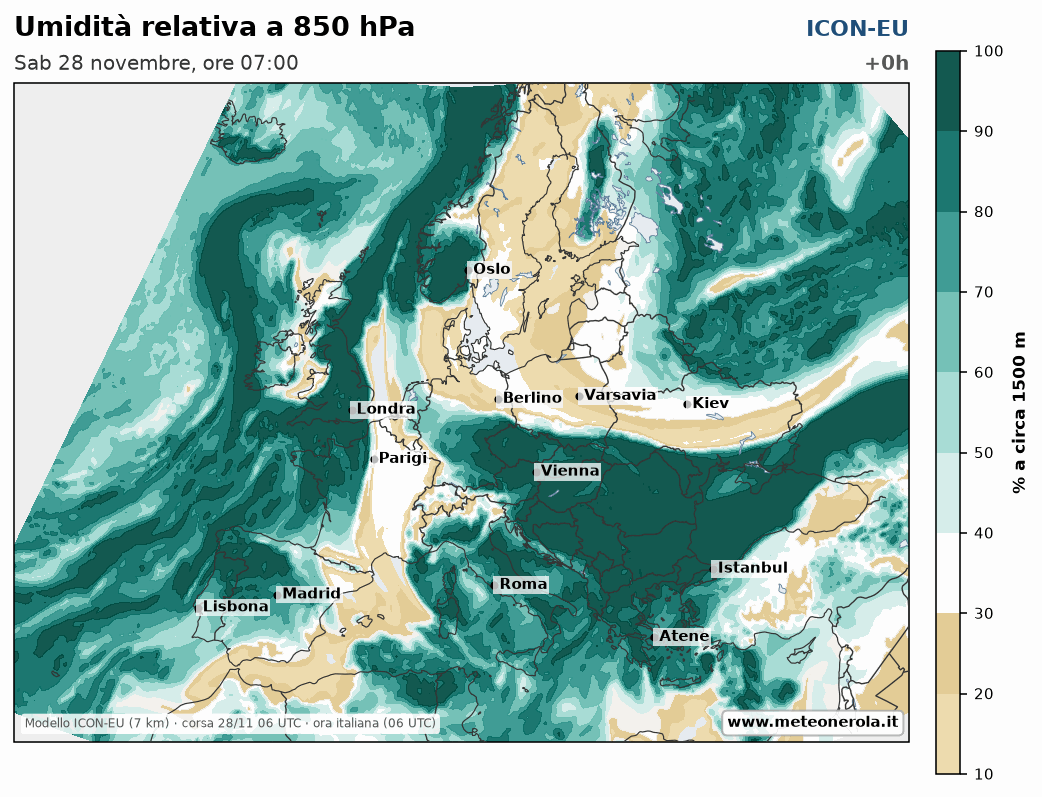 Umidità relativa a 850 hPa
ICON-EU
Sab 28 novembre, ore 07:00
+0h
100
90
80
70
60
50
40
30
20
10
% a circa 1500 m
Oslo
Berlino
Varsavia
Kiev
Londra
Parigi
Vienna
Istanbul
Roma
Madrid
Lisbona
Atene
Modello ICON-EU (7 km) · corsa 28/11 06 UTC · ora italiana (06 UTC)
www.meteonerola.it